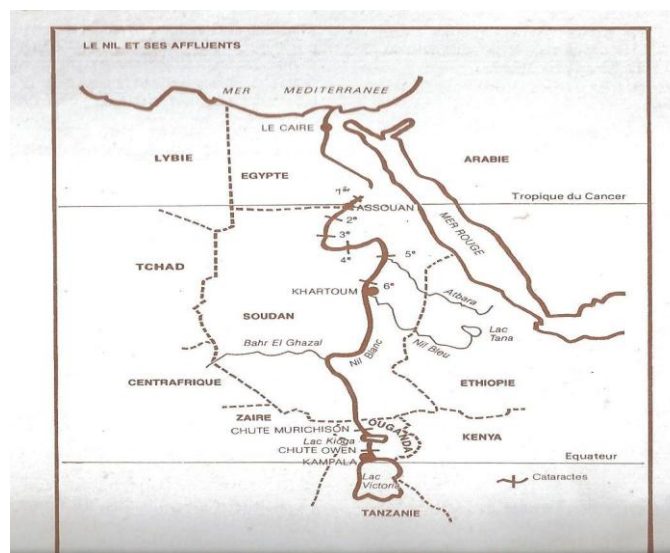 LE NIL ET SES AFFLUENTS
MER MEDITERRANEE
LE CAIRE
LYBIE
ARABIE
EGYPTE
1ère
Tropique du Cancer
ASSOUAN
2e
3e
MER ROUGE
4e
5e
TCHAD
6e
KHARTOUM
Atbara
SOUDAN
Lac
Tana
Bahr El Ghazal
Nil Bleu
Nil Blanc
CENTRAFRIQUE
ETHIOPIE
ZAIRE
OUGANDA
CHUTE MURICHISON
KENYA
Lac Kioga
CHUTE OWEN
Equateur
KAMPALA
Lac
Victoria
Cataractes
TANZANIE